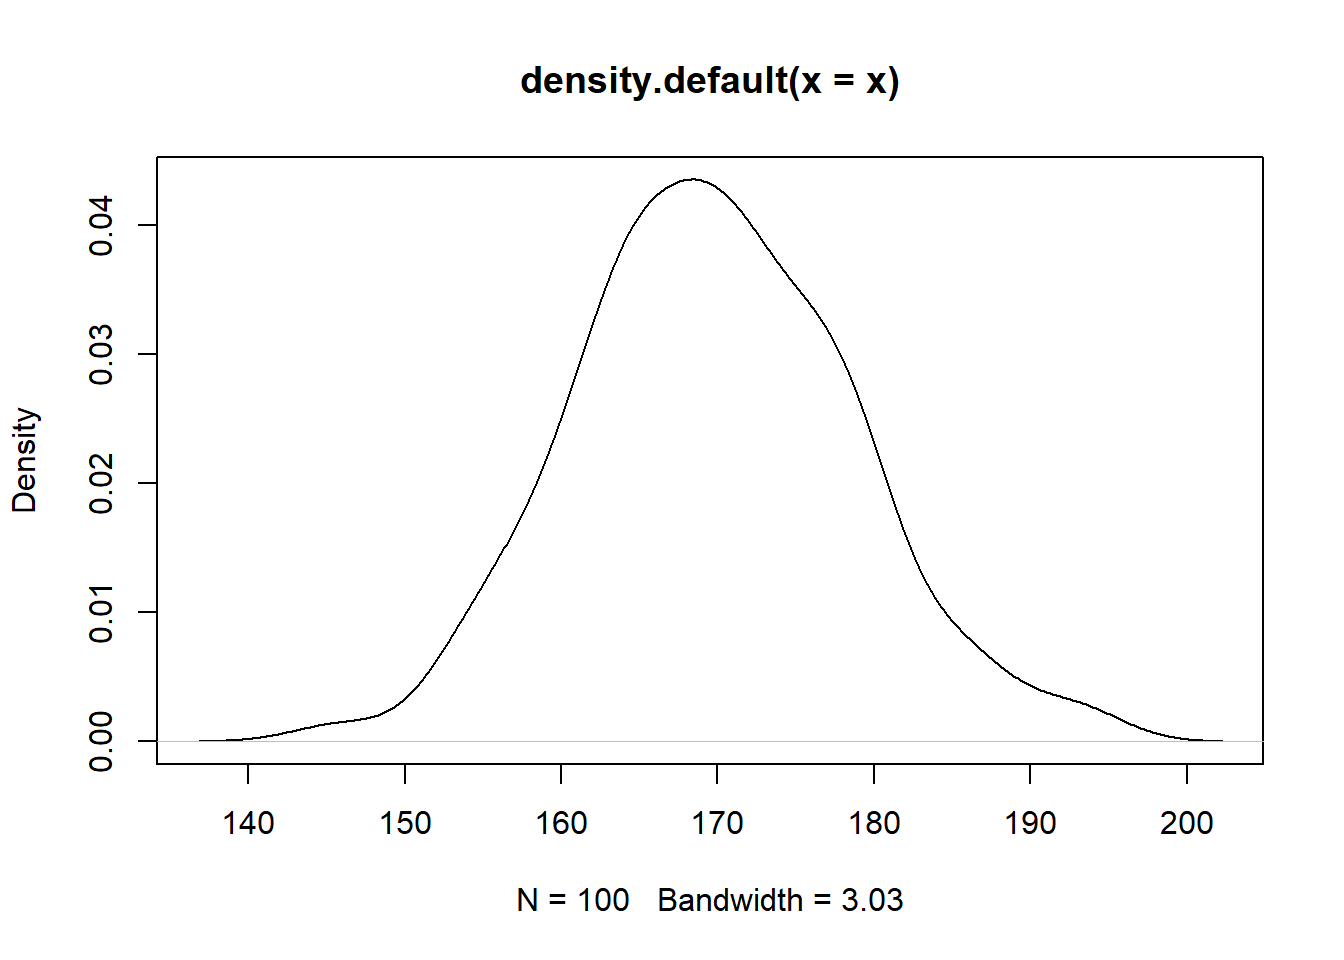 density.default(x = x)
Density
0.04
0.03
0.02
0.01
0.00
140 150 160 170 180 190 200
N = 100 Bandwidth = 3.03